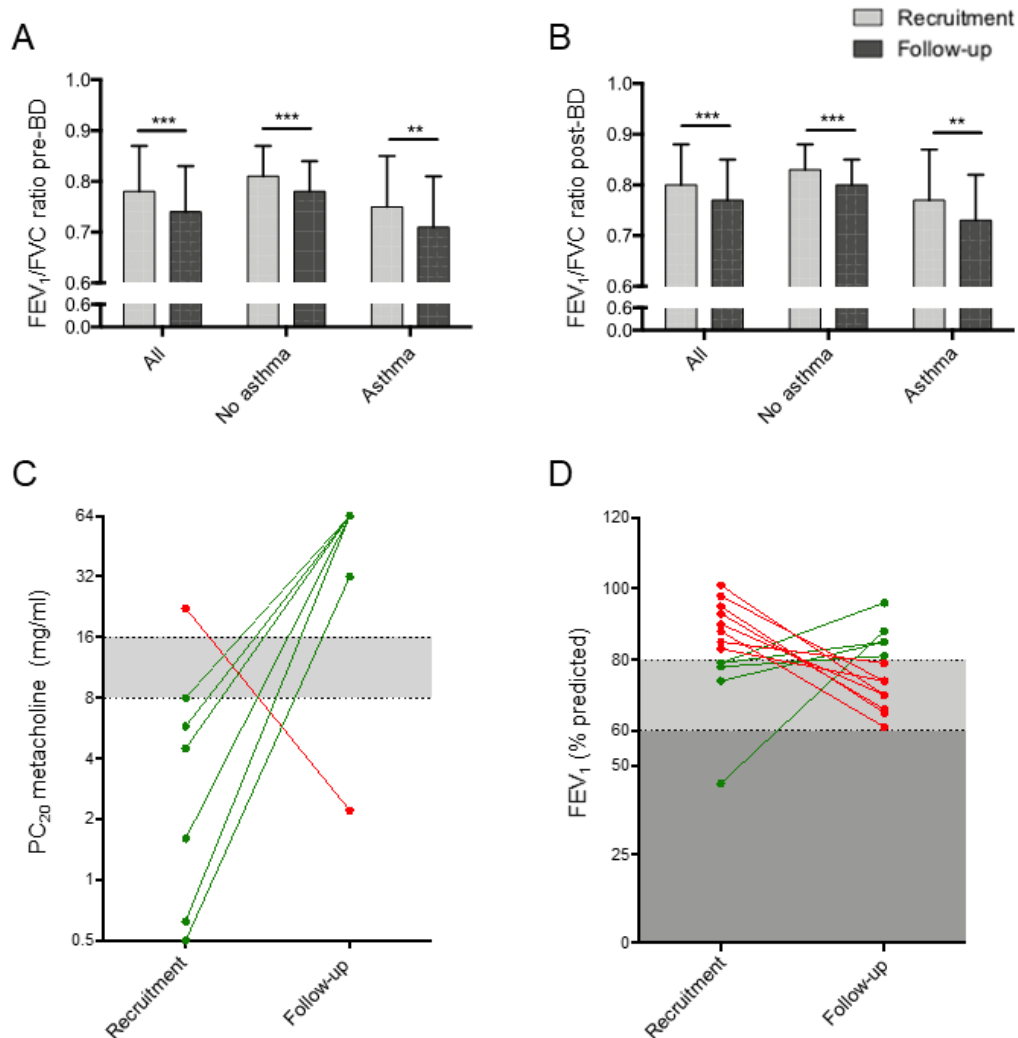 A
FEV₁/FVC ratio pre-BD
1.0
0.9
0.8
0.7
0.6
0.6
0.0
***
***
**
All
No asthma
Asthma
B
Recruitment
Follow-up
FEV₁/FVC ratio post-BD
1.0
0.9
0.8
0.7
0.6
0.6
0.0
***
***
**
All
No asthma
Asthma
C
PC₂₀ metacholine (mg/ml)
64
32
16
8
4
2
1
0.5
Recruitment
Follow-up
D
FEV₁ (% predicted)
120
100
80
60
50
25
0
Recruitment
Follow-up